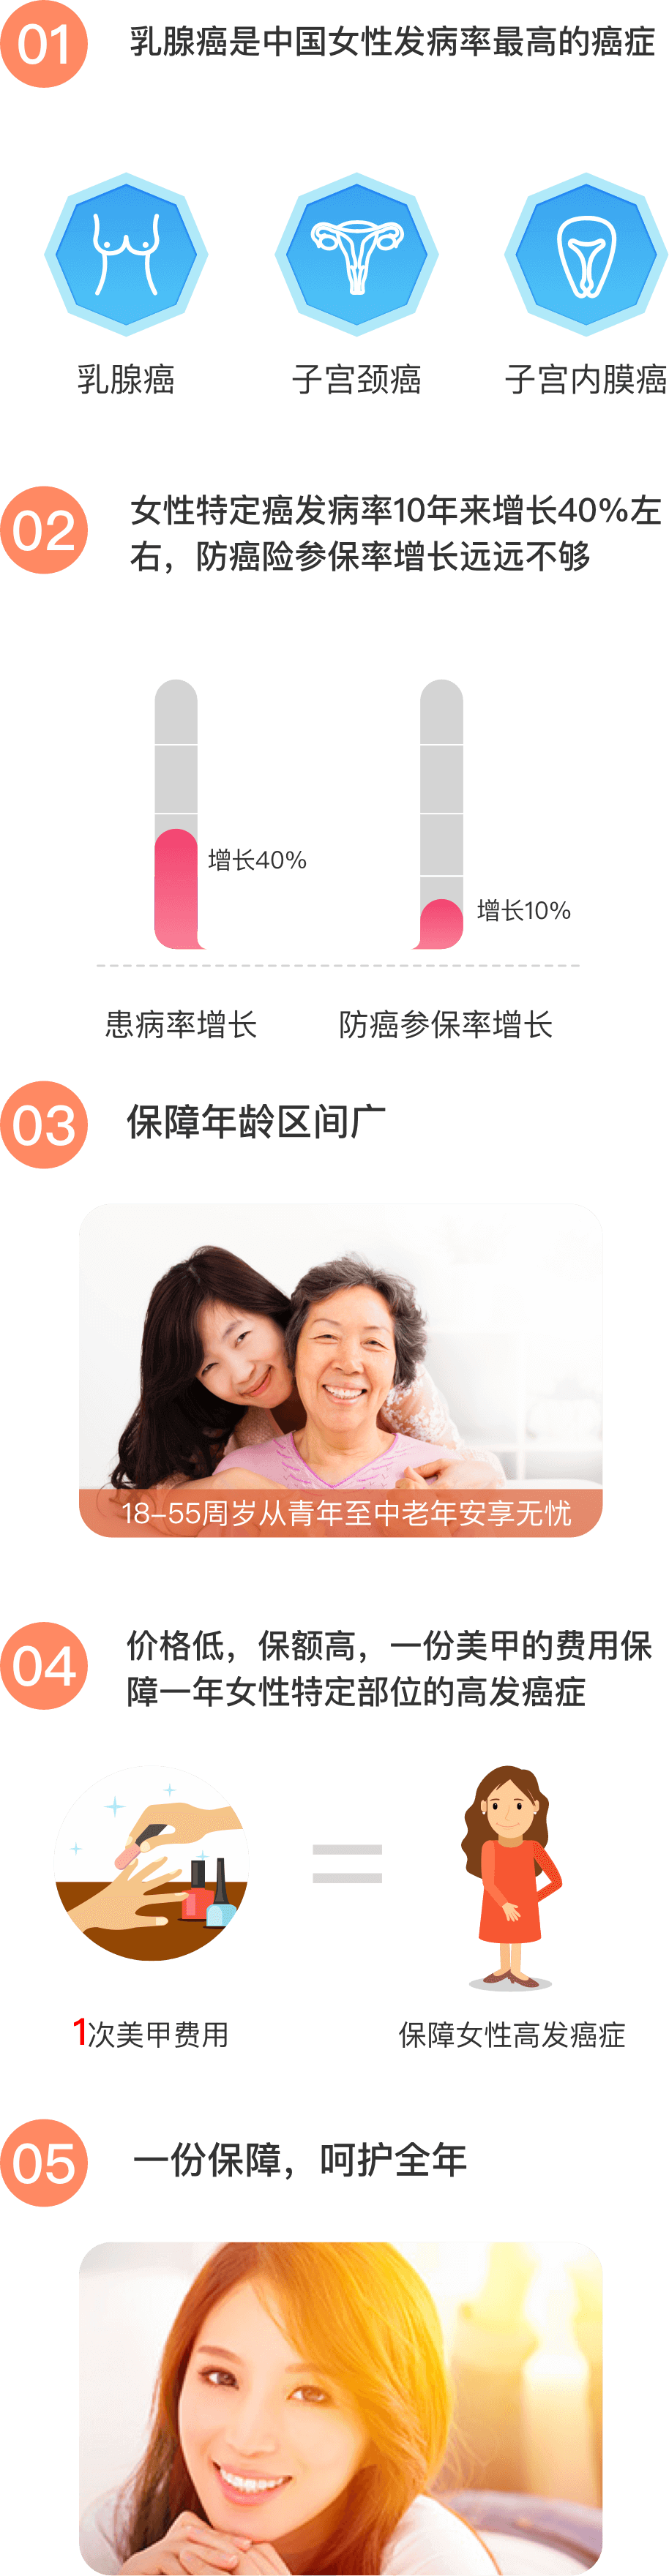 01
乳腺癌是中国女性发病率最高的癌症
乳腺癌
子宫颈癌
子宫内膜癌
02
女性特定癌发病率10年来增长40%左
右，防癌险参保率增长远远不够
增长40%
增长10%
患病率增长
防癌参保率增长
03
保障年龄区间广
18-55周岁从青年至中老年安享无忧
04
价格低，保额高，一份美甲的费用保
障一年女性特定部位的高发癌症
1次美甲费用
保障女性高发癌症
05
一份保障，呵护全年